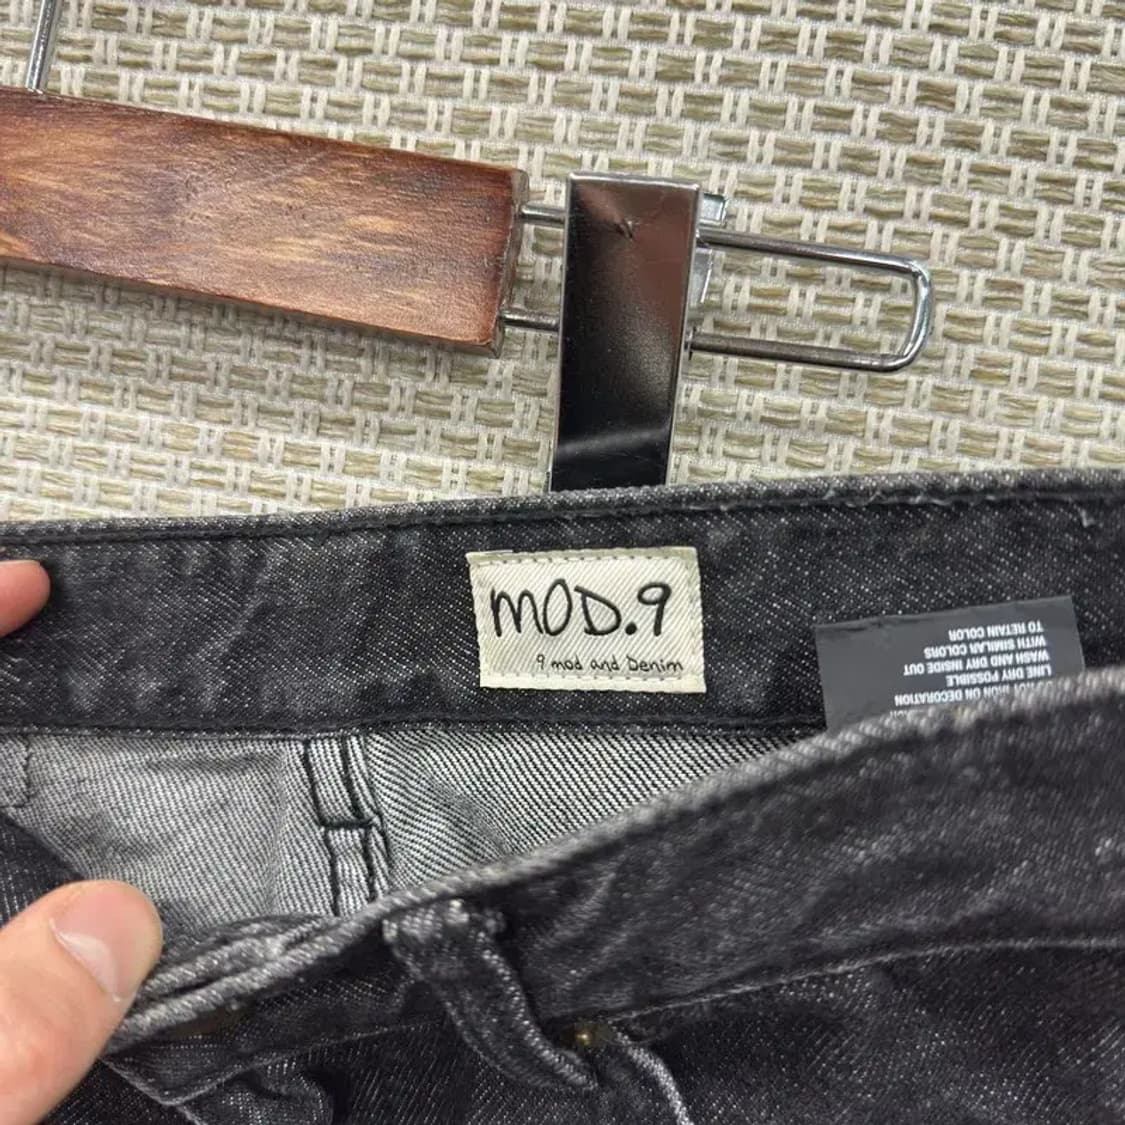 MOD.9
9 mod and Denim
NOT IRON ON DECORATION
LINE DRY POSSIBLE
WASH AND DRY INSIDE OUT
WITH SIMILAR COLORS
TO RETAIN COLOR